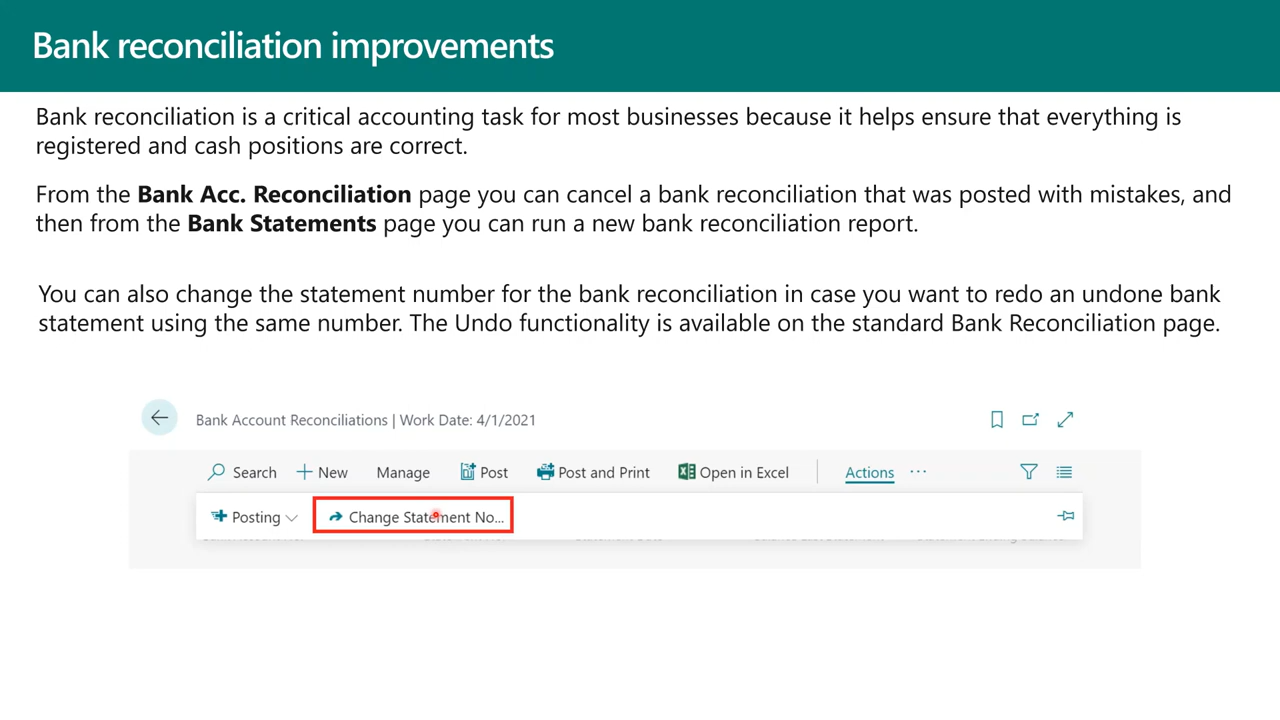 Bank reconciliation improvements
Bank reconciliation is a critical accounting task for most businesses because it helps ensure that everything is
registered and cash positions are correct.
From the Bank Acc. Reconciliation page you can cancel a bank reconciliation that was posted with mistakes, and
then from the Bank Statements page you can run a new bank reconciliation report.
You can also change the statement number for the bank reconciliation in case you want to redo an undone bank
statement using the same number. The Undo functionality is available on the standard Bank Reconciliation page.
Bank Account Reconciliations | Work Date: 4/1/2021
Search New Manage Post Post and Print Open in Excel Actions ···
Posting Change Statement No...